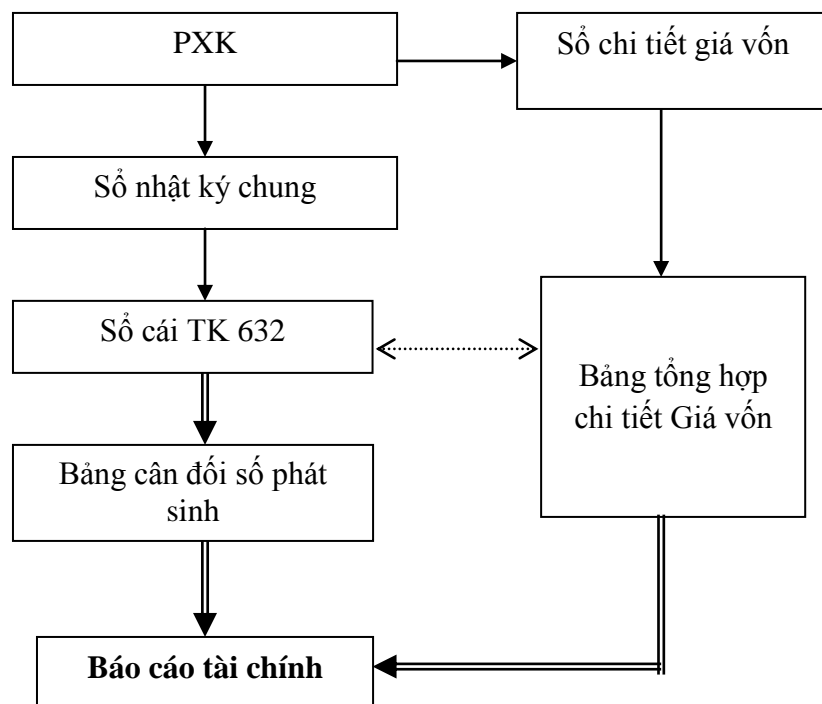 PXK
Sổ chi tiết giá vốn
Sổ nhật ký chung
Sổ cái TK 632
Bảng tổng hợp
chi tiết Giá vốn
Bảng cân đối số phát
sinh
Báo cáo tài chính